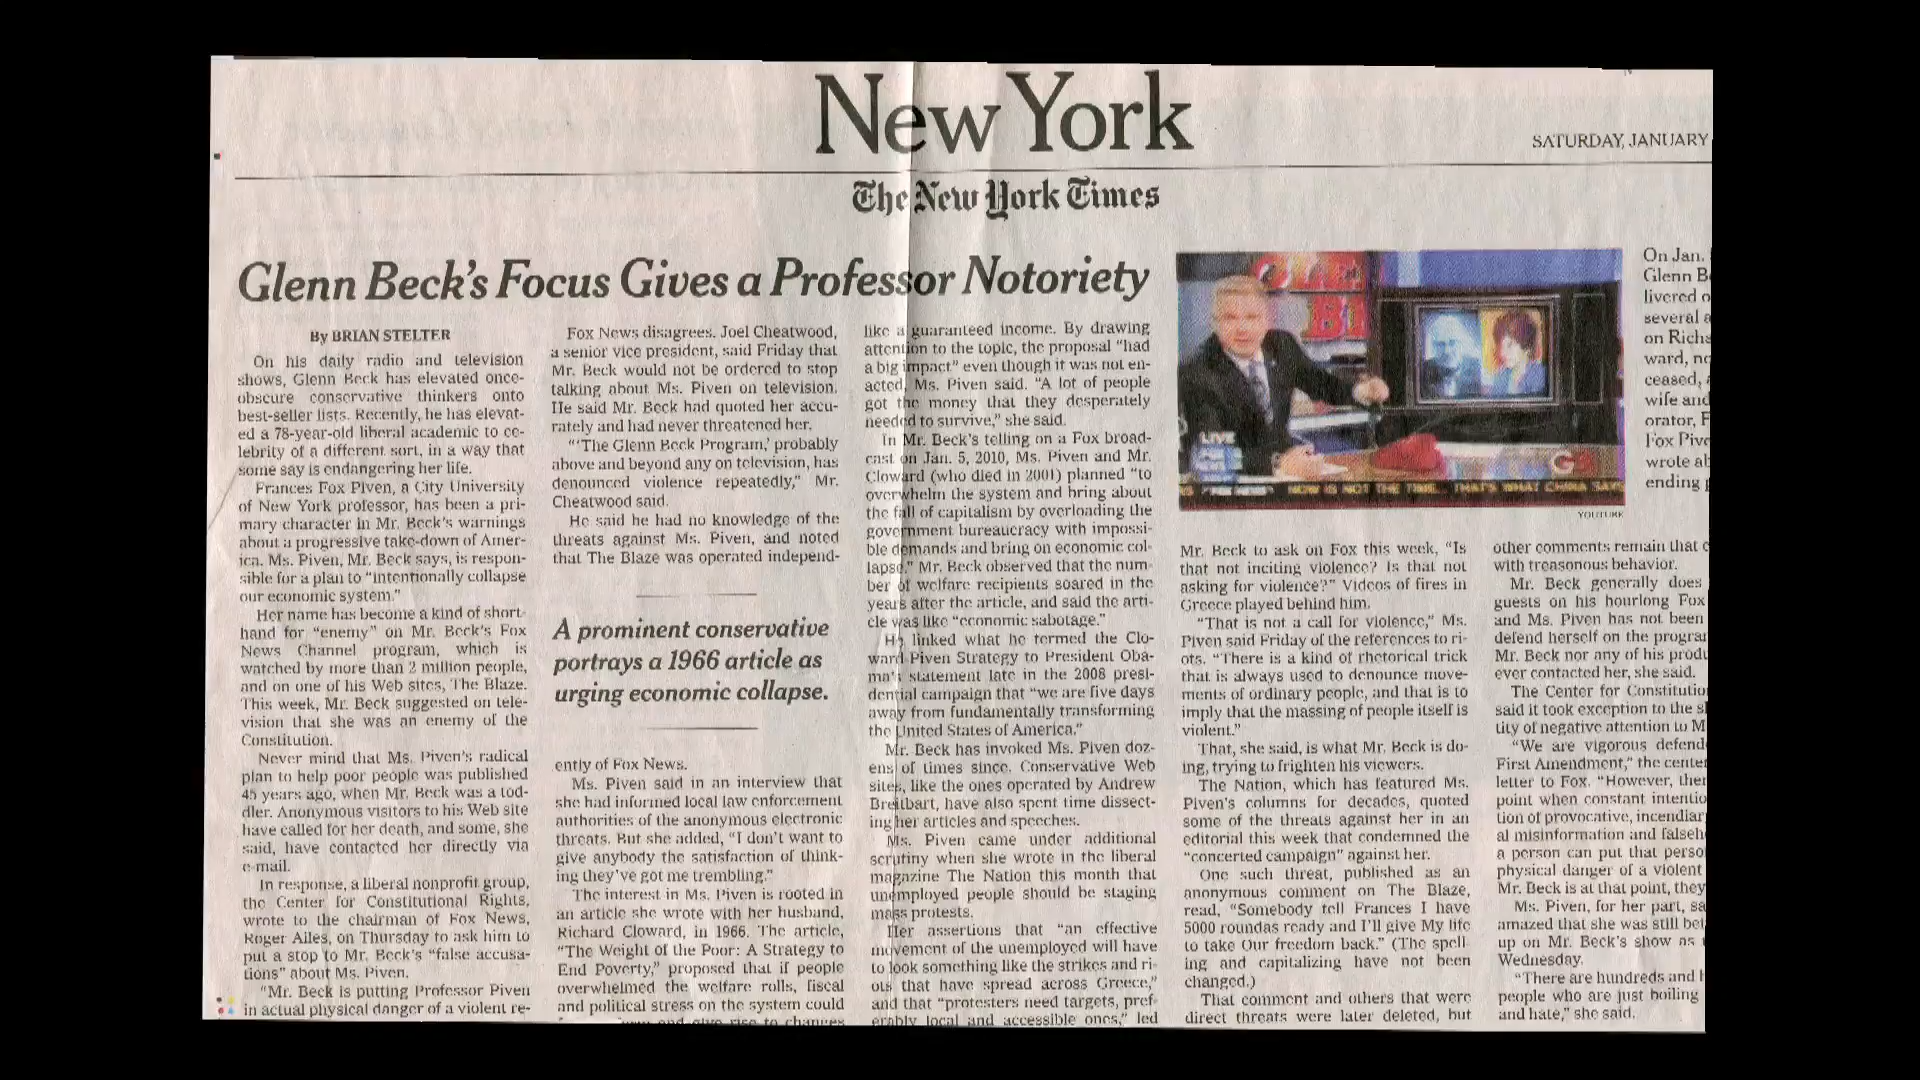 New York
SATURDAY, JANUARY
The New York Times
Glenn Beck's Focus Gives a Professor Notoriety
By BRIAN STELTER
On his daily radio and television
shows, Glenn Beck has elevated once-
obscure conservative thinkers onto
best-seller lists. Recently, he has elevat-
ed a 78-year-old liberal academic to ce-
lebrity of a different sort, in a way that
some say is endangering her life.
Frances Fox Piven, a City University
of New York professor, has been a pri-
mary character in Mr. Beck's warnings
about a progressive take-down of Amer-
ica. Ms. Piven, Mr. Beck says, is respon-
sible for a plan to "intentionally collapse
our economic system."
Her name has become a kind of short-
hand for "enemy" on Mr. Beck's Fox
News Channel program, which is
watched by more than 2 million people,
and on one of his Web sites, The Blaze.
This week, Mr. Beck suggested on tele-
vision that she was an enemy of the
Constitution.
Never mind that Ms. Piven's radical
plan to help poor people was published
45 years ago, when Mr. Beck was a tod-
dler. Anonymous visitors to his Web site
have called for her death, and some, she
said, have contacted her directly via
e-mail.
In response, a liberal nonprofit group,
the Center for Constitutional Rights,
wrote to the chairman of Fox News,
Roger Ailes, on Thursday to ask him to
put a stop to Mr. Beck's "false accusa-
tions" about Ms. Piven.
"Mr. Beck is putting Professor Piven
in actual physical danger of a violent re-
Fox News disagrees. Joel Cheatwood,
a senior vice president, said Friday that
Mr. Beck would not be ordered to stop
talking about Ms. Piven on television.
He said Mr. Beck had quoted her accu-
rately and had never threatened her.
"'The Glenn Beck Program,' probably
above and beyond any on television, has
denounced violence repeatedly," Mr.
Cheatwood said.
He said he had no knowledge of the
threats against Ms. Piven, and noted
that The Blaze was operated independ-
A prominent conservative
portrays a 1966 article as
urging economic collapse.
ently of Fox News.
Ms. Piven said in an interview that
she had informed local law enforcement
authorities of the anonymous electronic
threats. But she added, "I don't want to
give anybody the satisfaction of think-
ing they've got me trembling."
The interest in Ms. Piven is rooted in
an article she wrote with her husband,
Richard Cloward, in 1966. The article,
"The Weight of the Poor: A Strategy to
End Poverty," proposed that if people
overwhelmed the welfare rolls, fiscal
and political stress on the system could
and give rise to changes
like a guaranteed income. By drawing
attention to the topic, the proposal "had
a big impact" even though it was not en-
acted, Ms. Piven said. "A lot of people
got the money that they desperately
needed to survive," she said.
In Mr. Beck's telling on a Fox broad-
cast on Jan. 5, 2010, Ms. Piven and Mr.
Cloward (who died in 2001) planned "to
overwhelm the system and bring about
the fall of capitalism by overloading the
government bureaucracy with impossi-
ble demands and bring on economic col-
lapse." Mr. Beck observed that the num-
ber of welfare recipients soared in the
years after the article, and said the arti-
cle was like "economic sabotage."
He linked what he termed the Clo-
ward-Piven Strategy to President Oba-
ma's statement late in the 2008 presi-
dential campaign that "we are five days
away from fundamentally transforming
the United States of America."
Mr. Beck has invoked Ms. Piven doz-
ens of times since. Conservative Web
sites, like the ones operated by Andrew
Breitbart, have also spent time dissect-
ing her articles and speeches.
Ms. Piven came under additional
scrutiny when she wrote in the liberal
magazine The Nation this month that
unemployed people should be staging
mass protests.
Her assertions that "an effective
movement of the unemployed will have
to look something like the strikes and ri-
ots that have spread across Greece,"
and that "protesters need targets, pref-
erably local and accessible ones," led
LIVE
NOW IS NOT THE TIME. THAT'S WHAT CHINA SAYS
YOUTUBE
Mr. Beck to ask on Fox this week, "Is
that not inciting violence? Is that not
asking for violence?" Videos of fires in
Greece played behind him.
"That is not a call for violence," Ms.
Piven said Friday of the references to ri-
ots. "There is a kind of rhetorical trick
that is always used to denounce move-
ments of ordinary people, and that is to
imply that the massing of people itself is
violent."
That, she said, is what Mr. Beck is do-
ing, trying to frighten his viewers.
The Nation, which has featured Ms.
Piven's columns for decades, quoted
some of the threats against her in an
editorial this week that condemned the
"concerted campaign" against her.
One such threat, published as an
anonymous comment on The Blaze,
read, "Somebody tell Frances I have
5000 roundas ready and I'll give My life
to take Our freedom back." (The spell-
ing and capitalizing have not been
changed.)
That comment and others that were
direct threats were later deleted, but
On Jan.
Glenn B
livered o
several a
on Richa
ward, no
ceased, a
wife and
orator, F
Fox Pive
wrote ab
ending p
other comments remain that c
with treasonous behavior.
Mr. Beck generally does
guests on his hourlong Fox
and Ms. Piven has not been
defend herself on the program
Mr. Beck nor any of his produ
ever contacted her, she said.
The Center for Constitutio
said it took exception to the s
tity of negative attention to M
"We are vigorous defend
First Amendment," the center
letter to Fox. "However, ther
point when constant intentio
tion of provocative, incendiar
al misinformation and falseh
a person can put that perso
physical danger of a violent
Mr. Beck is at that point, they
Ms. Piven, for her part, sa
amazed that she was still bei
up on Mr. Beck's show as
Wednesday.
"There are hundreds and h
people who are just boiling
and hate," she said.